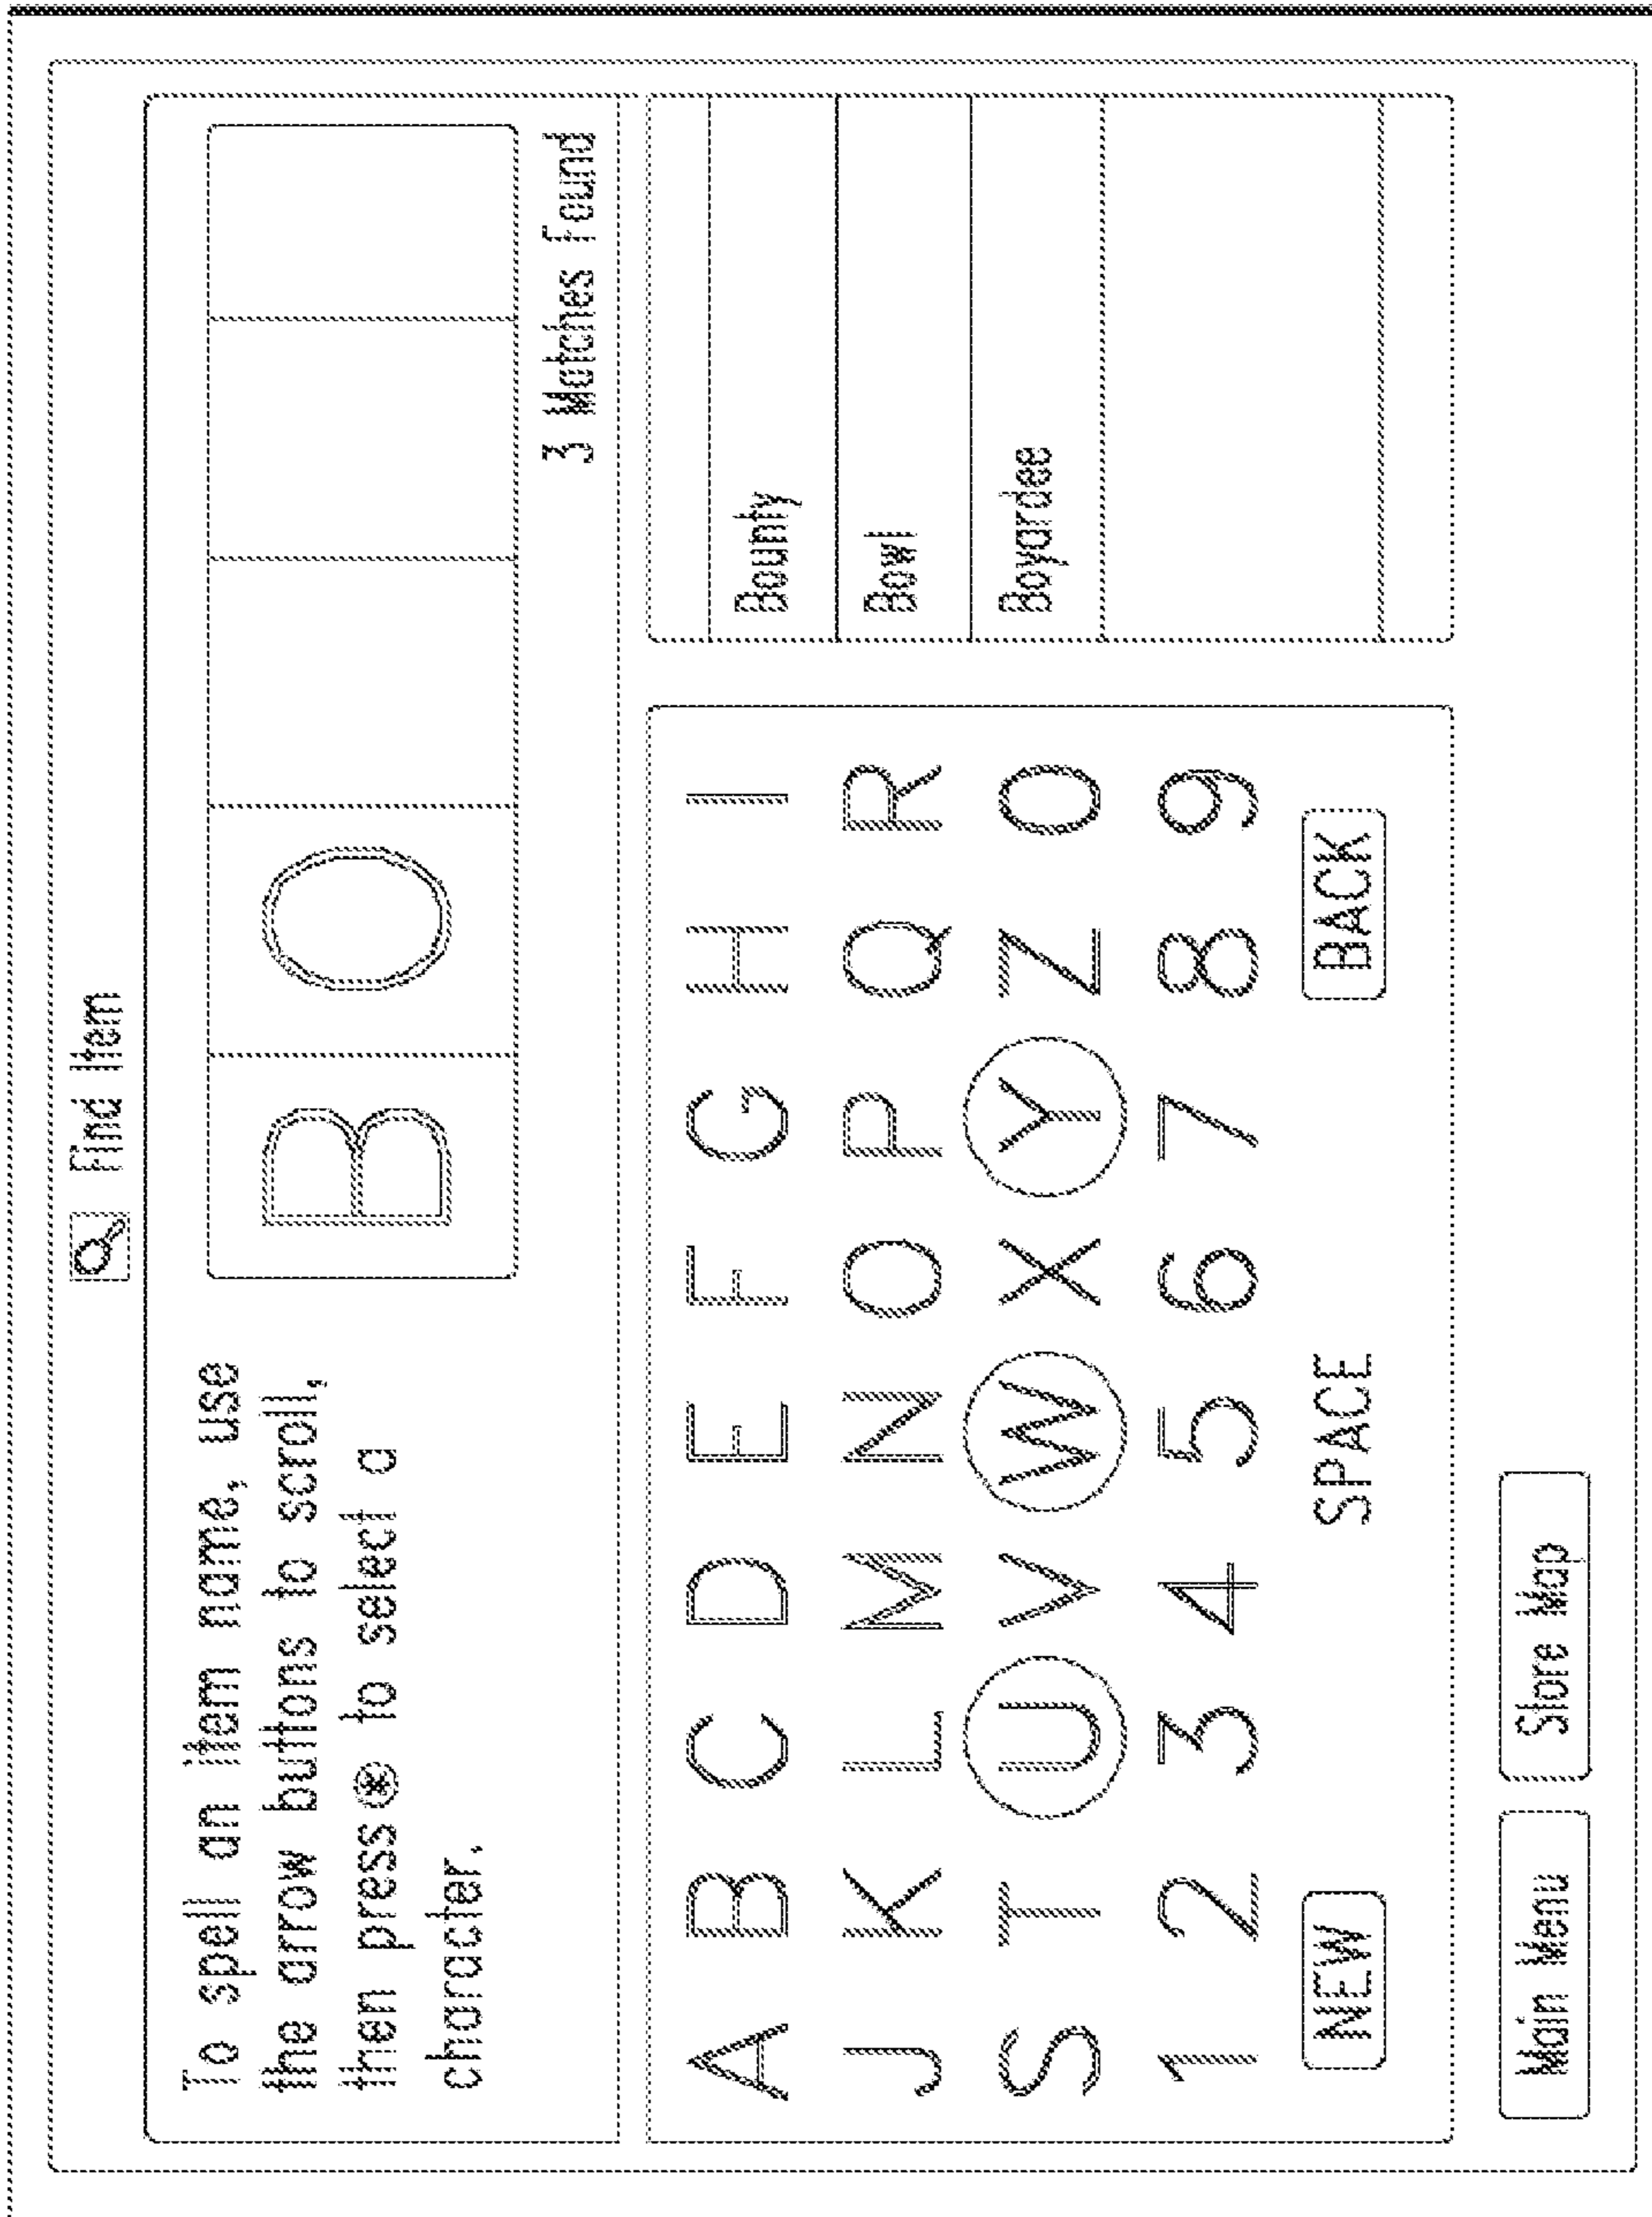 Find Item
To spell an item name, use
the arrow buttons to scroll,
then press ⊛ to select a
character.
B O
3 Matches Found
A B C D E F G H I
J K L M N O P Q R
S T U V W X Y Z 0
1 2 3 4 5 6 7 8 9
NEW SPACE BACK
Bounty
Bowl
Boyardee
Main Menu Store Map